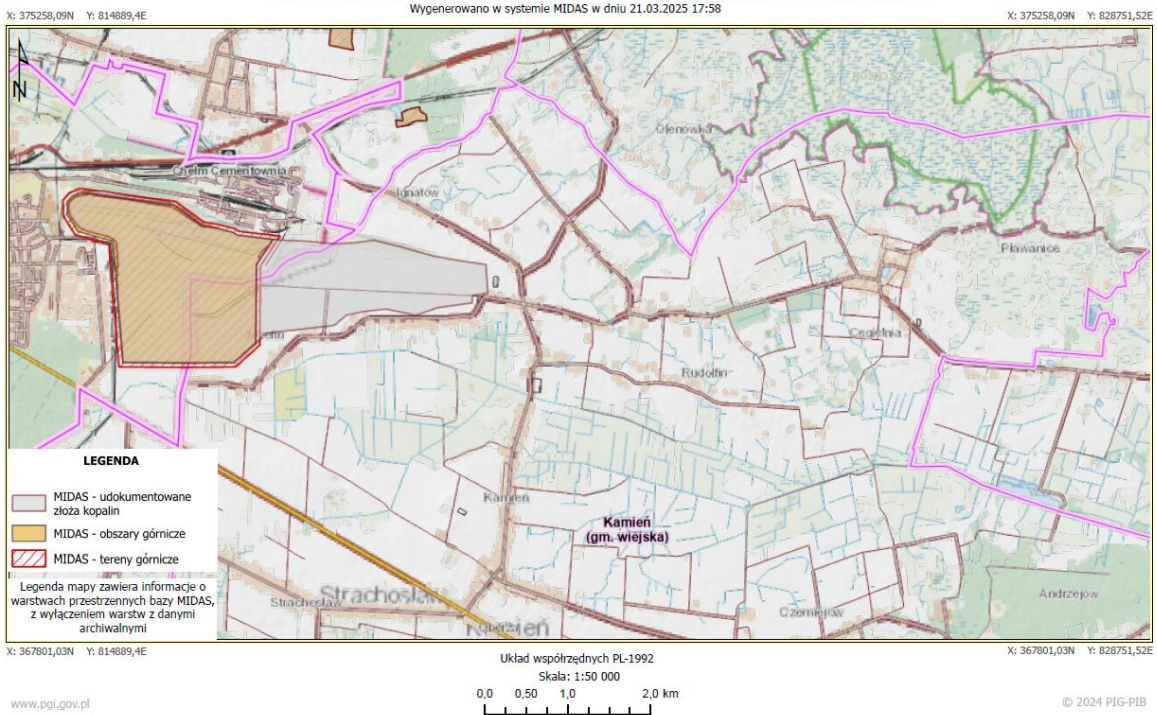 Wygenerowano w systemie MIDAS w dniu 21.03.2025 17:58
X: 375258,09N Y: 814889,4E
X: 375258,09N Y: 828751,52E
N
Olenówka
Chełm Cementownia
Ignatów
Pławanice
Cegielnia
Rudolfin
Kamień
Kamień
(gm. wiejska)
Andrzejów
Strachosław
Strachosław
Czerniejów
Kamień
LEGENDA
MIDAS - udokumentowane
złoża kopalin
MIDAS - obszary górnicze
MIDAS - tereny górnicze
Legenda mapy zawiera informacje o
warstwach przestrzennych bazy MIDAS,
z wyłączeniem warstw z danymi
archiwalnymi
X: 367801,03N Y: 814889,4E
X: 367801,03N Y: 828751,52E
Układ współrzędnych PL-1992
Skala: 1:50 000
0,0 0,50 1,0 2,0 km
www.pgi.gov.pl
© 2024 PIG-PIB